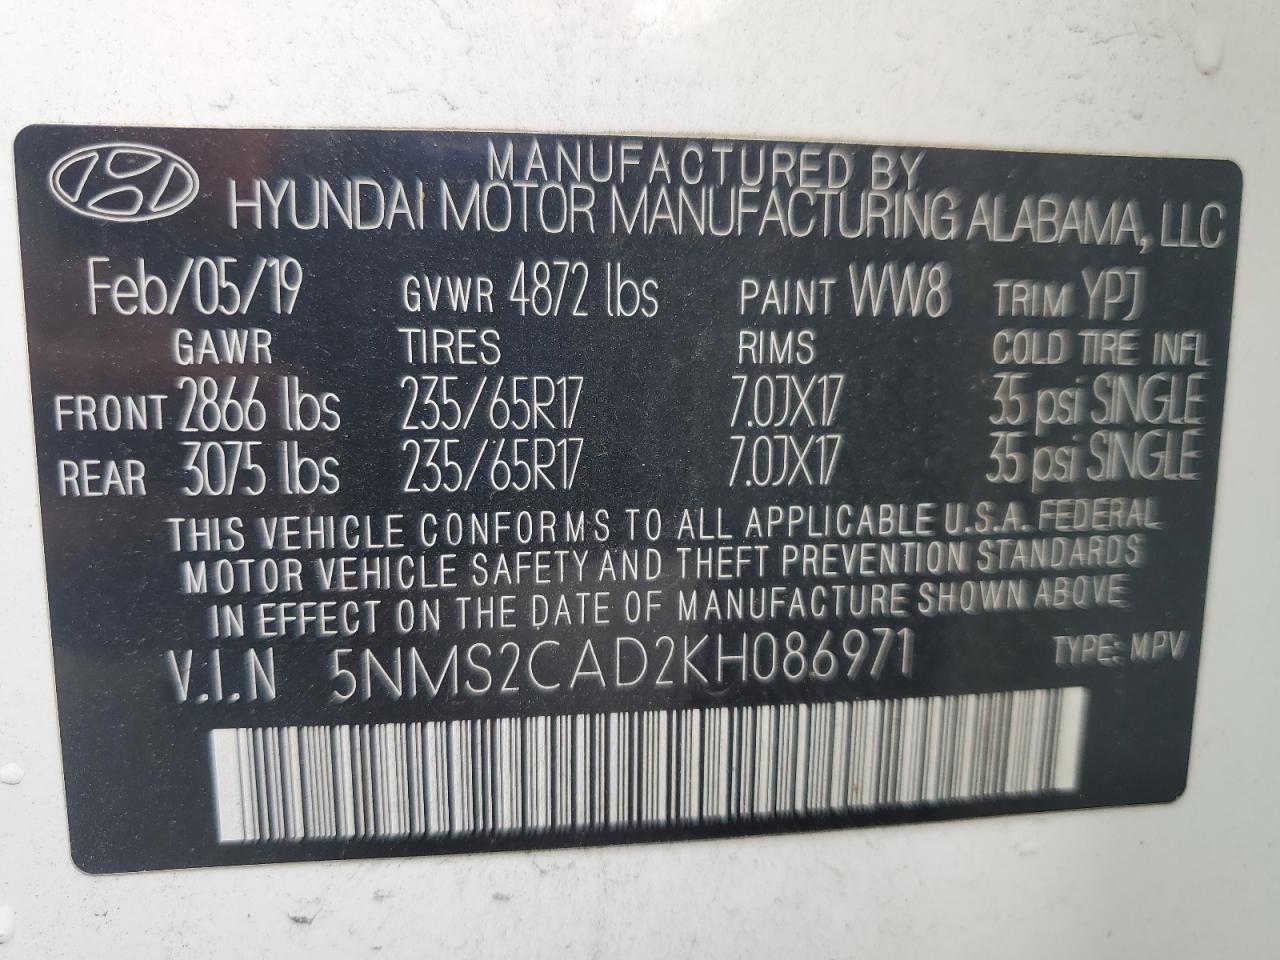 MANUFACTURED BY
HYUNDAI MOTOR MANUFACTURING ALABAMA, LLC
Feb/05/19 GVWR 4872 lbs PAINT WW8 TRIM YPJ
GAWR TIRES RIMS COLD TIRE INFL
FRONT 2866 lbs 235/65R17 7.0JX17 35 psi SINGLE
REAR 3075 lbs 235/65R17 7.0JX17 35 psi SINGLE
THIS VEHICLE CONFORMS TO ALL APPLICABLE U.S.A. FEDERAL
MOTOR VEHICLE SAFETY AND THEFT PREVENTION STANDARDS
IN EFFECT ON THE DATE OF MANUFACTURE SHOWN ABOVE
V.I.N 5NMS2CAD2KH086971 TYPE: MPV